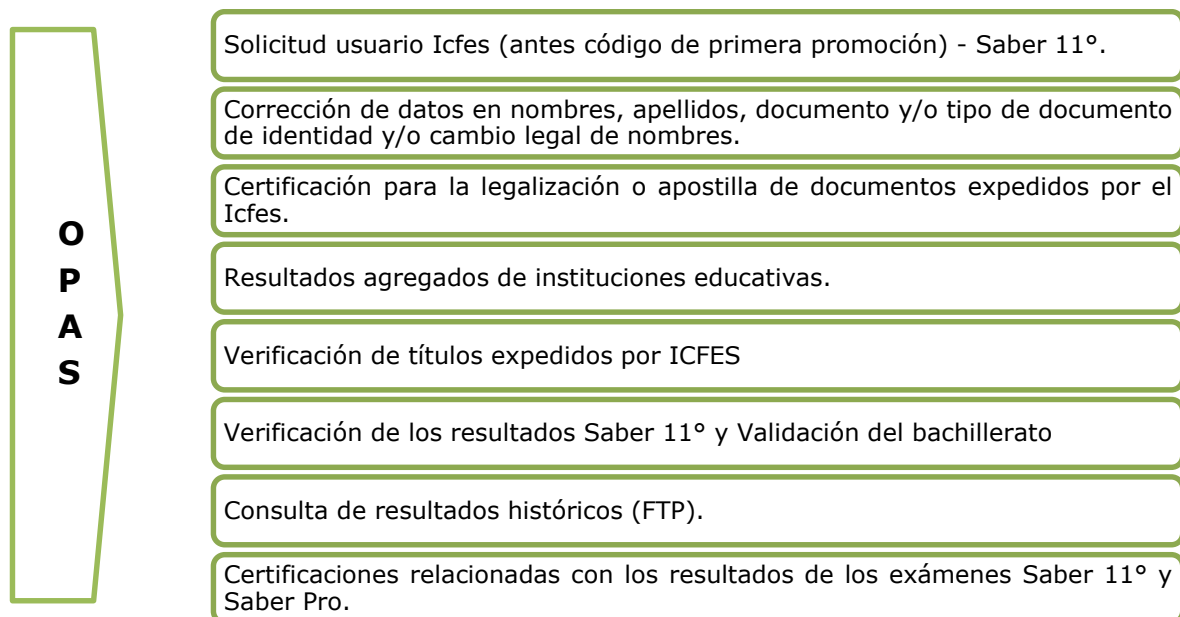 O
P
A
S
Solicitud usuario Icfes (antes código de primera promoción) - Saber 11°.
Corrección de datos en nombres, apellidos, documento y/o tipo de documento
de identidad y/o cambio legal de nombres.
Certificación para la legalización o apostilla de documentos expedidos por el
Icfes.
Resultados agregados de instituciones educativas.
Verificación de títulos expedidos por ICFES
Verificación de los resultados Saber 11° y Validación del bachillerato
Consulta de resultados históricos (FTP).
Certificaciones relacionadas con los resultados de los exámenes Saber 11° y
Saber Pro.